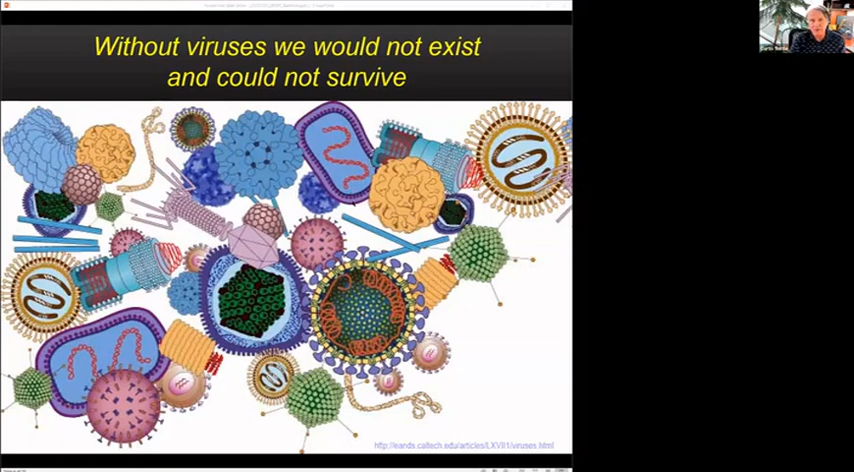 Without viruses we would not exist
and could not survive
http://eands.caltech.edu/articles/LXVII1/viruses.html